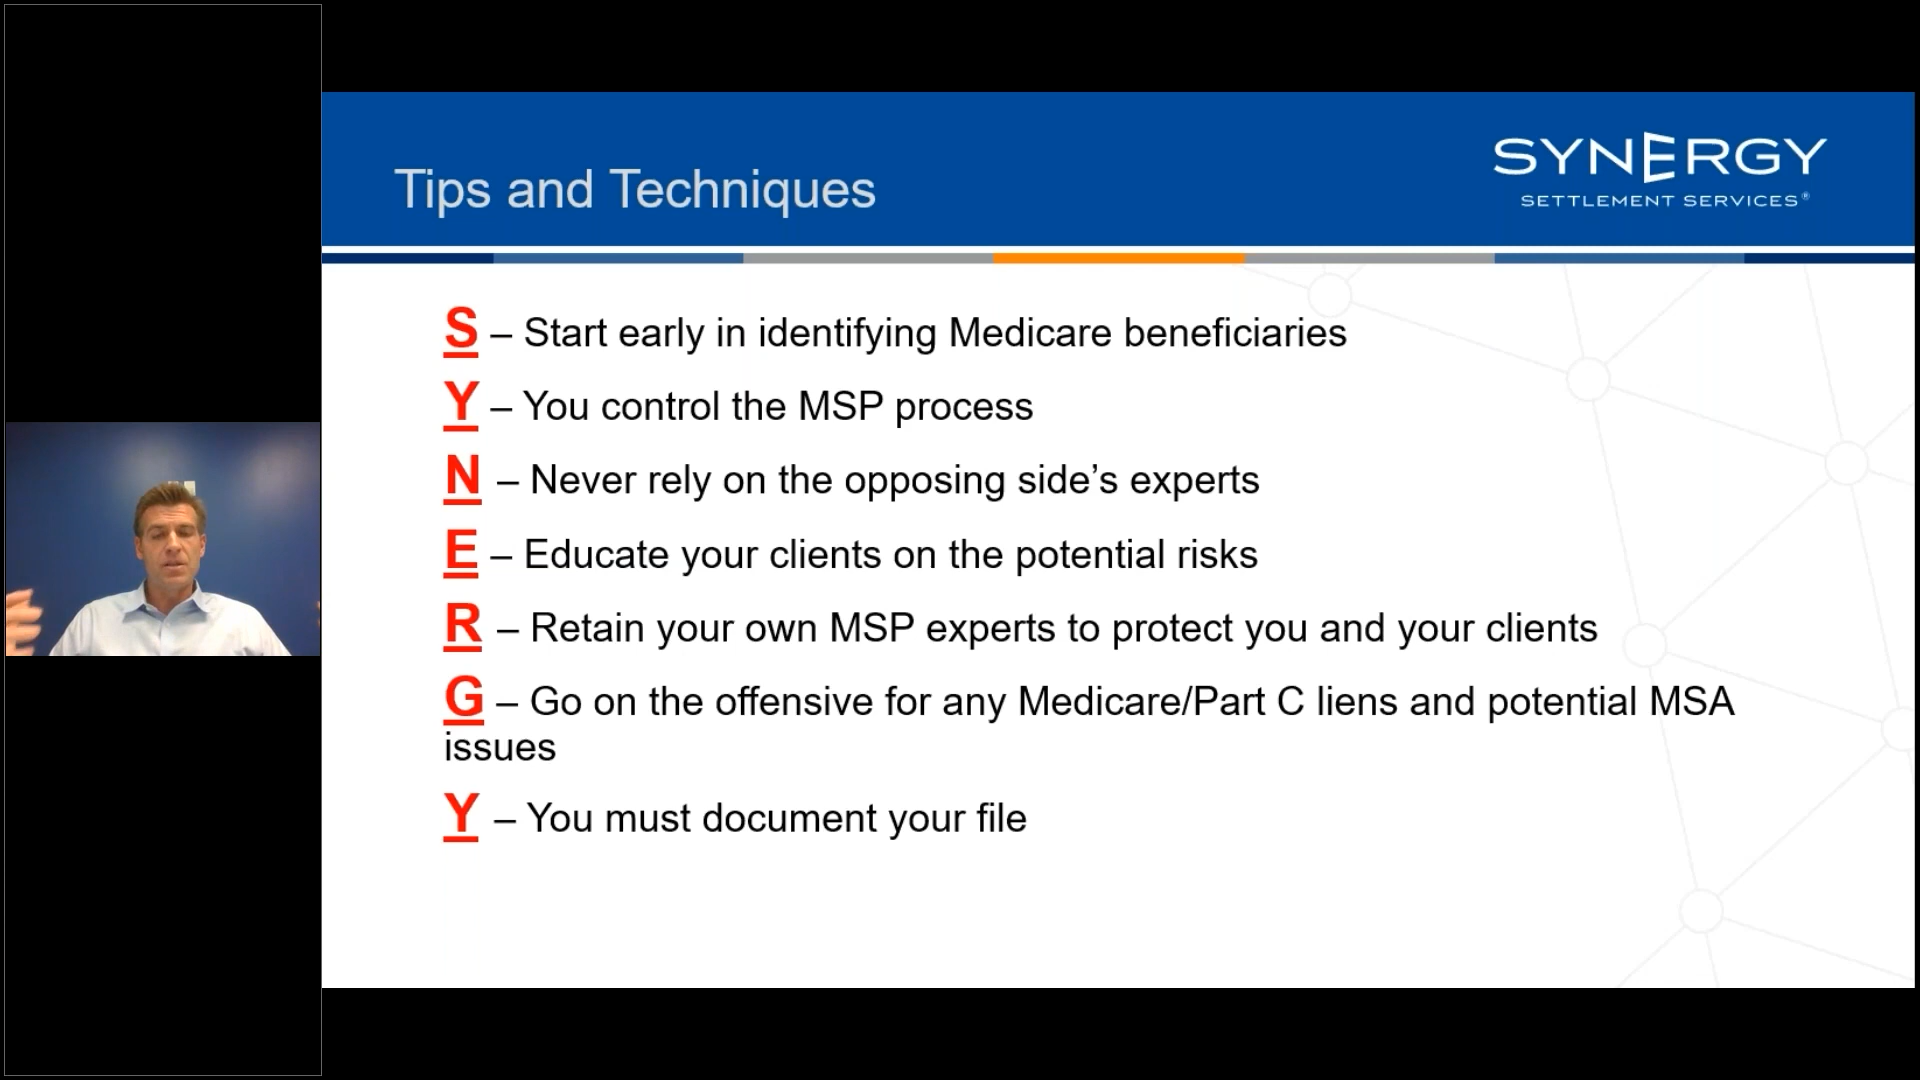 Tips and Techniques
SYNERGY
SETTLEMENT SERVICES®
S – Start early in identifying Medicare beneficiaries
Y – You control the MSP process
N – Never rely on the opposing side’s experts
E – Educate your clients on the potential risks
R – Retain your own MSP experts to protect you and your clients
G – Go on the offensive for any Medicare/Part C liens and potential MSA
issues
Y – You must document your file